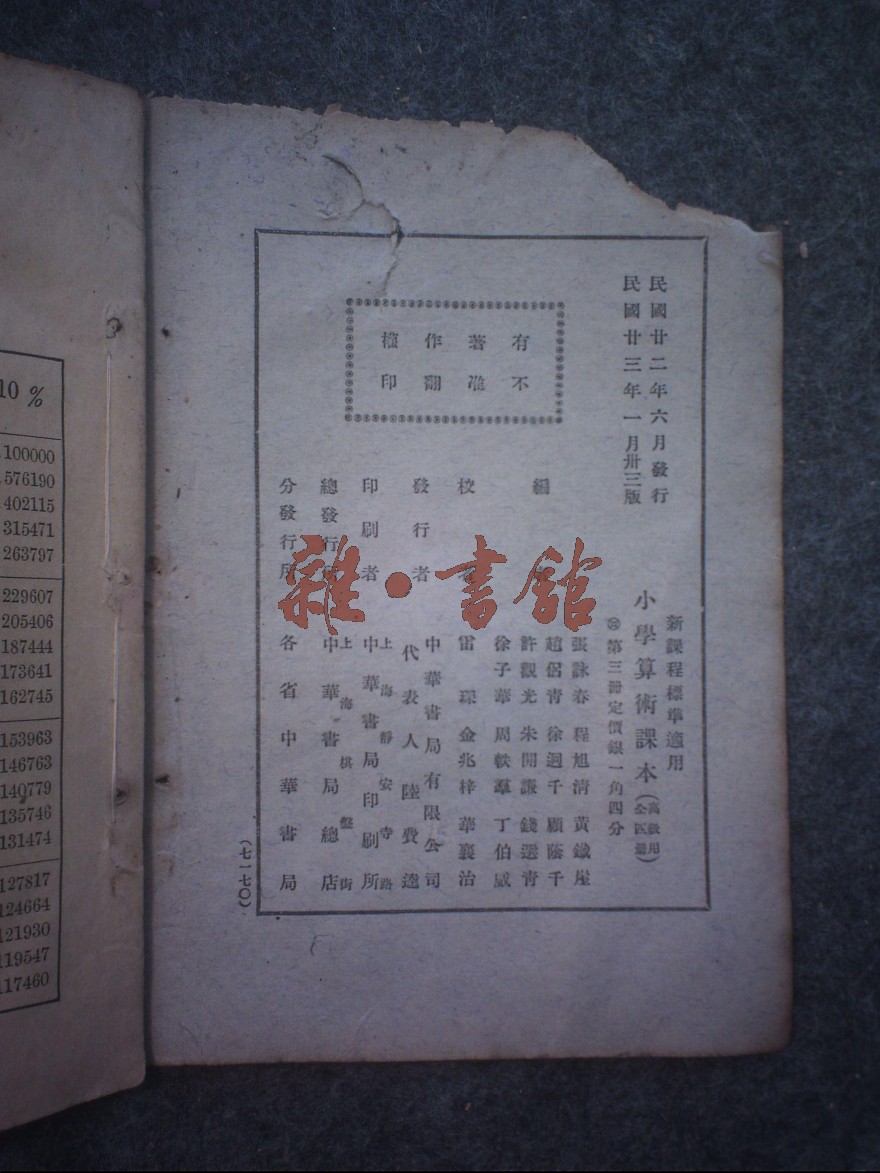 民國廿二年六月發行
民國廿三年一月卅三版
有不
著准
作翻
權印
新課程標準適用
小學算術課本(高級用 全四冊)
第三冊定價銀一角四分
編
張詠春 程旭清 黃鐵崖
趙侶青 徐迥千 顧蔭千
許觀光 朱開謙 錢選青
徐子華 周軼羣 丁伯威
校 者
雷琛 金兆梓 華襄治
發行者
中華書局有限公司
代表人 陸費逵
印刷者
上海靜安寺路
中華書局印刷所
總發行
上海棋盤街
中華書局總店
分發行所
各省中華書局
(七一七〇)
雜·書館
10 %
.100000
.576190
.402115
.315471
.263797
.229607
.205406
.187444
.173641
.162745
.153963
.146763
.140779
.135746
.131474
.127817
.124664
.121930
.119547
.117460